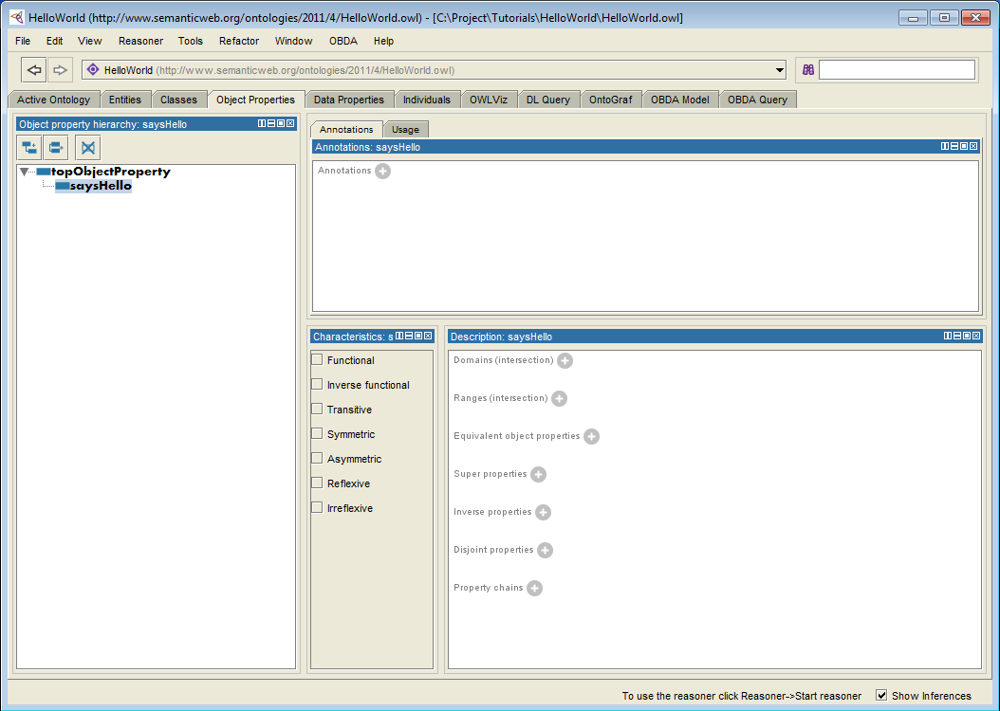 HelloWorld (http://www.semanticweb.org/ontologies/2011/4/HelloWorld.owl) - [C:\Project\Tutorials\HelloWorld\HelloWorld.owl]
File Edit View Reasoner Tools Refactor Window OBDA Help
HelloWorld (http://www.semanticweb.org/ontologies/2011/4/HelloWorld.owl)
Active Ontology Entities Classes Object Properties Data Properties Individuals OWLViz DL Query OntoGraf OBDA Model OBDA Query
Object property hierarchy: saysHello
topObjectProperty
saysHello
Annotations Usage
Annotations: saysHello
Annotations
Characteristics: s
Functional
Inverse functional
Transitive
Symmetric
Asymmetric
Reflexive
Irreflexive
Description: saysHello
Domains (intersection)
Ranges (intersection)
Equivalent object properties
Super properties
Inverse properties
Disjoint properties
Property chains
To use the reasoner click Reasoner->Start reasoner Show Inferences